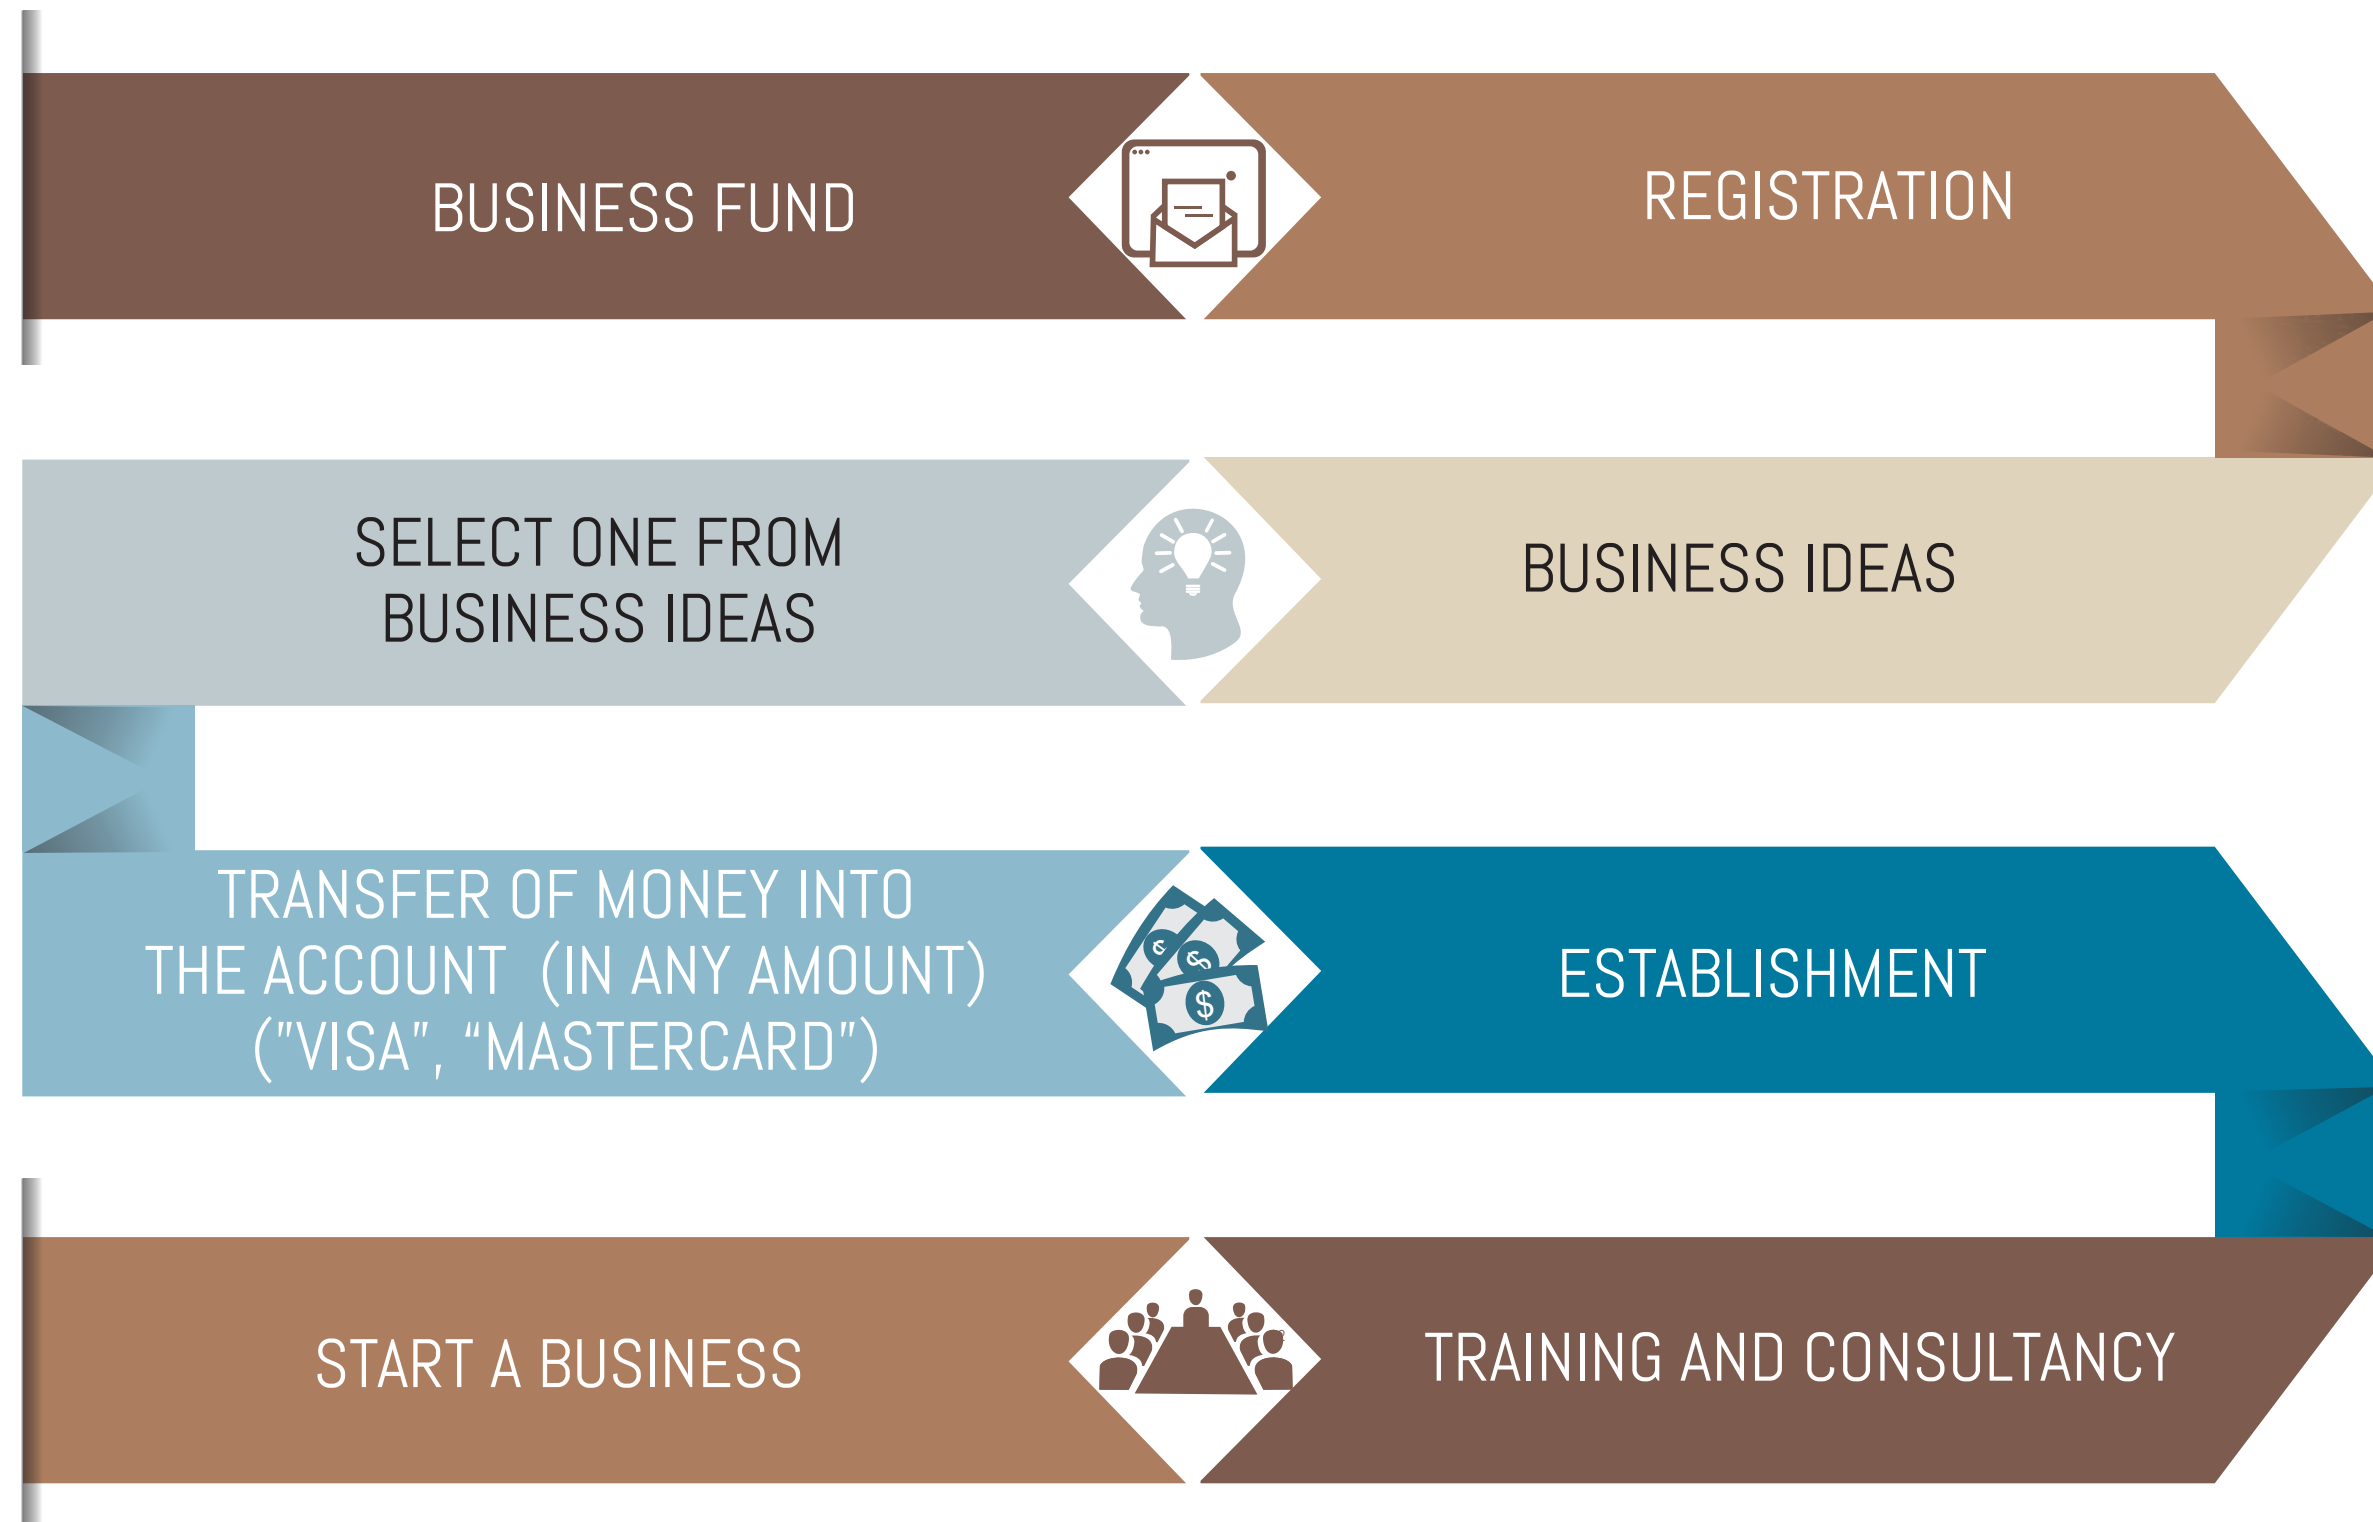 BUSINESS FUND
REGISTRATION
SELECT ONE FROM
BUSINESS IDEAS
BUSINESS IDEAS
TRANSFER OF MONEY INTO
THE ACCOUNT (IN ANY AMOUNT)
("VISA", “MASTERCARD")
ESTABLISHMENT
START A BUSINESS
TRAINING AND CONSULTANCY